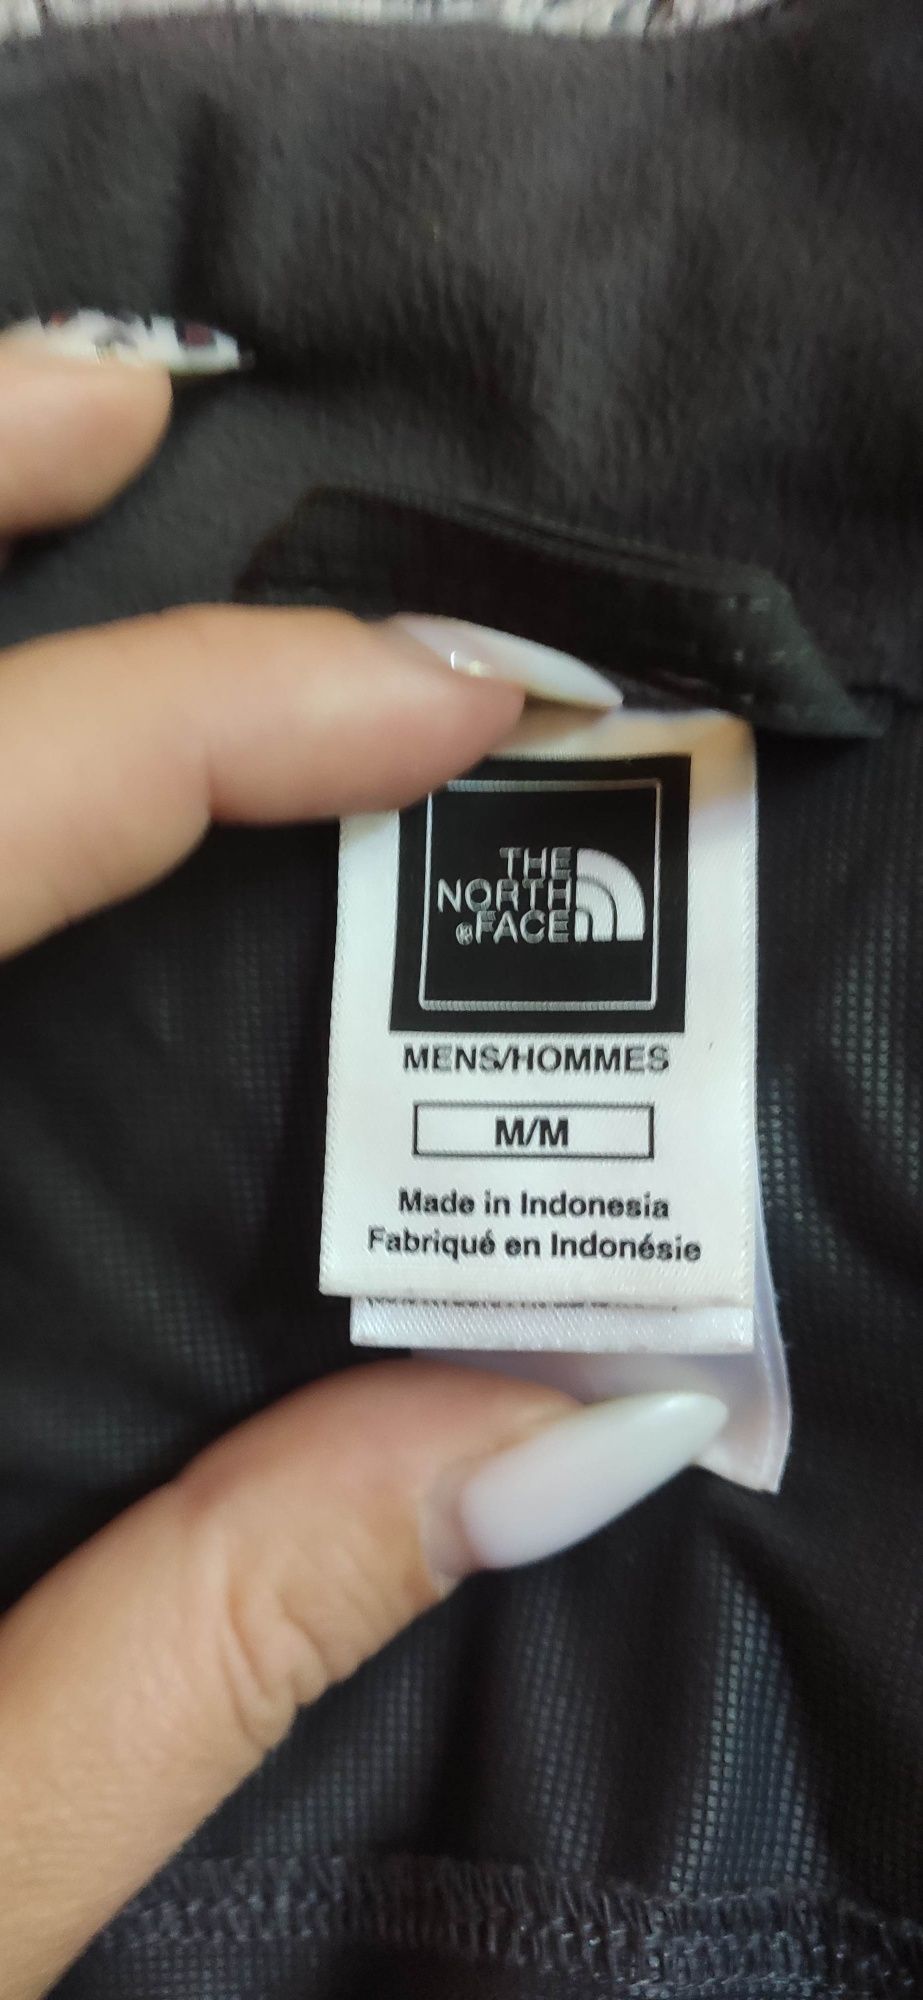 THE
NORTH
®FACE
MENS/HOMMES
M/M
Made in Indonesia
Fabriqué en Indonésie